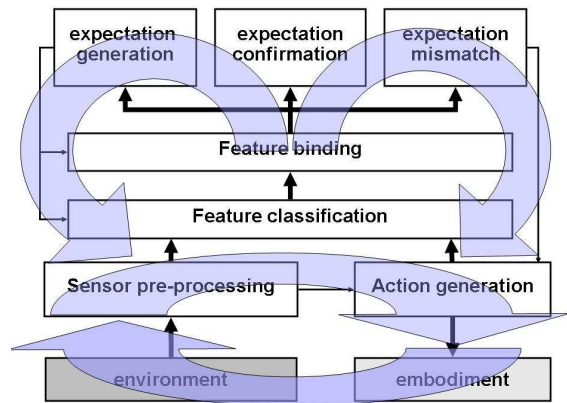 expectation
generation
expectation
confirmation
expectation
mismatch
Feature binding
Feature classification
Sensor pre-processing
Action generation
environment
embodiment